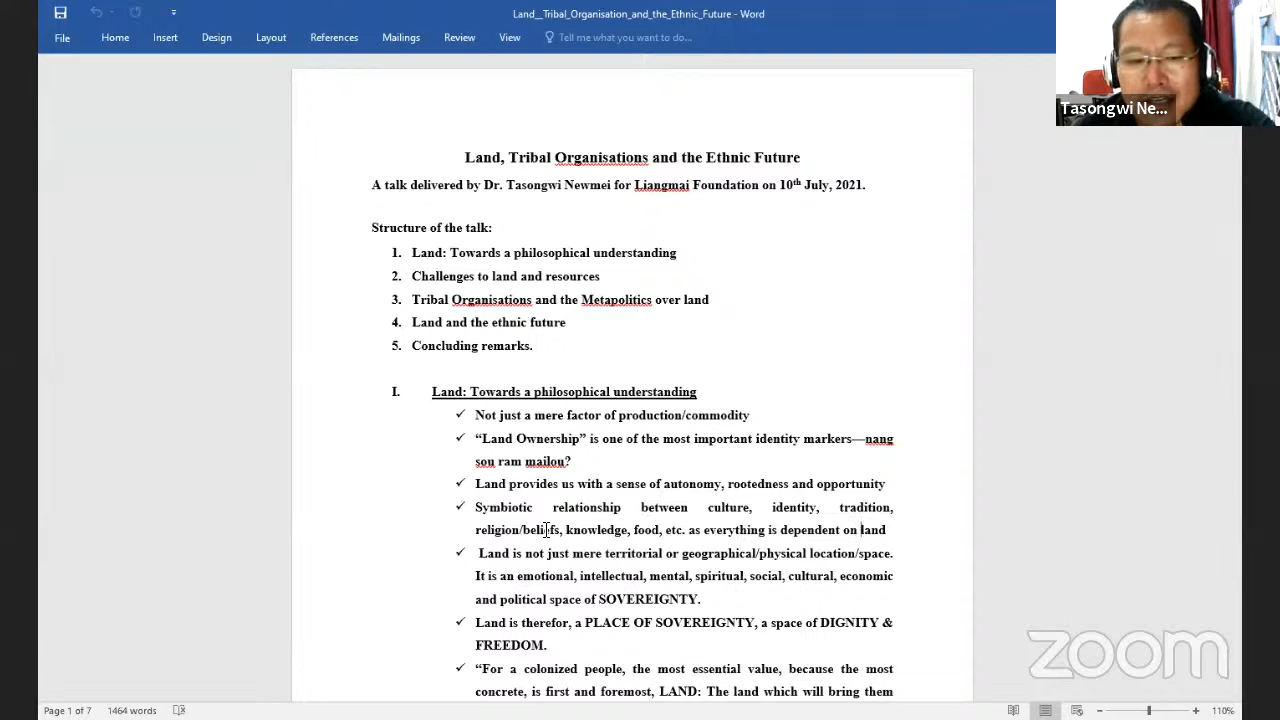 Land__Tribal_Organisation_and_the_Ethnic_Future - Word
File Home Insert Design Layout References Mailings Review View Tell me what you want to do...
Tasongwi Ne...
Land, Tribal Organisations and the Ethnic Future
A talk delivered by Dr. Tasongwi Newmei for Liangmai Foundation on 10th July, 2021.
Structure of the talk:
1. Land: Towards a philosophical understanding
2. Challenges to land and resources
3. Tribal Organisations and the Metapolitics over land
4. Land and the ethnic future
5. Concluding remarks.
I. Land: Towards a philosophical understanding
✓ Not just a mere factor of production/commodity
✓ “Land Ownership” is one of the most important identity markers—nang
sou ram mailou?
✓ Land provides us with a sense of autonomy, rootedness and opportunity
✓ Symbiotic relationship between culture, identity, tradition,
religion/beliefs, knowledge, food, etc. as everything is dependent on land
✓ Land is not just mere territorial or geographical/physical location/space.
It is an emotional, intellectual, mental, spiritual, social, cultural, economic
and political space of SOVEREIGNTY.
✓ Land is therefor, a PLACE OF SOVEREIGNTY, a space of DIGNITY &
FREEDOM.
✓ “For a colonized people, the most essential value, because the most
concrete, is first and foremost, LAND: The land which will bring them
zoom
Page 1 of 7 1464 words 110%